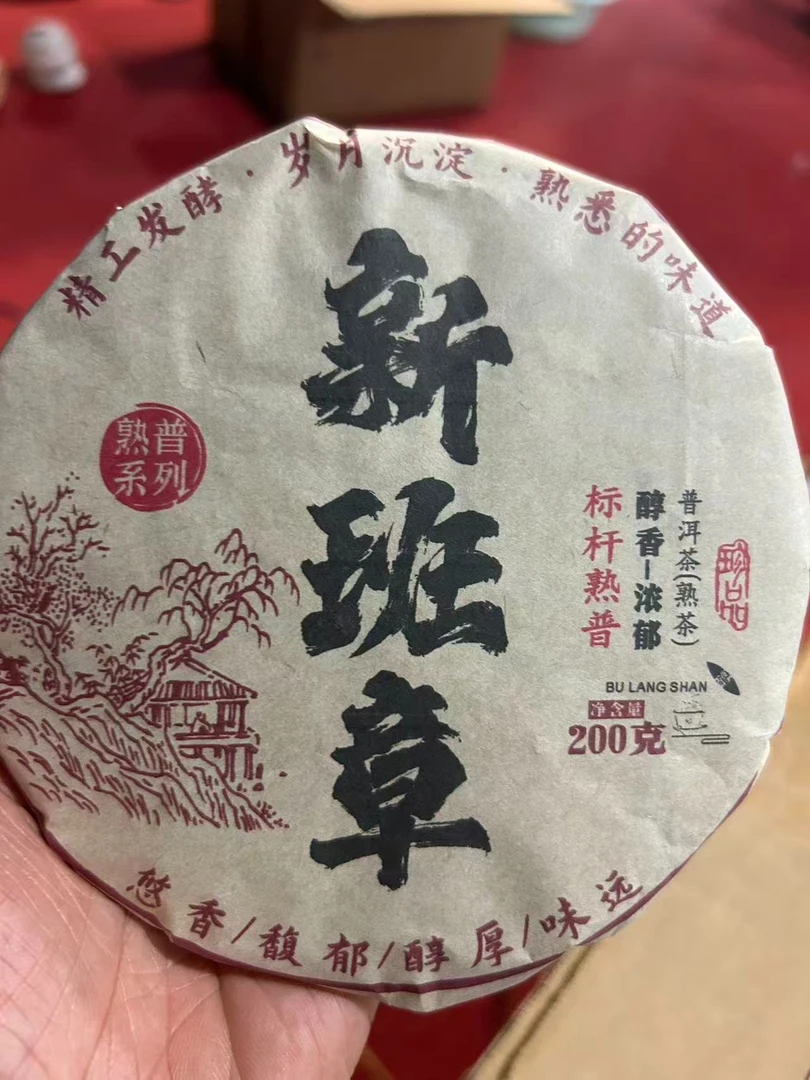 精工发酵·岁月沉淀·熟悉的味道
新班章
熟普
系列
普洱茶(熟茶)
醇香-浓郁
标杆熟普
珍品
BU LANG SHAN
净含量
200克
悠香/馥郁/醇厚/味远